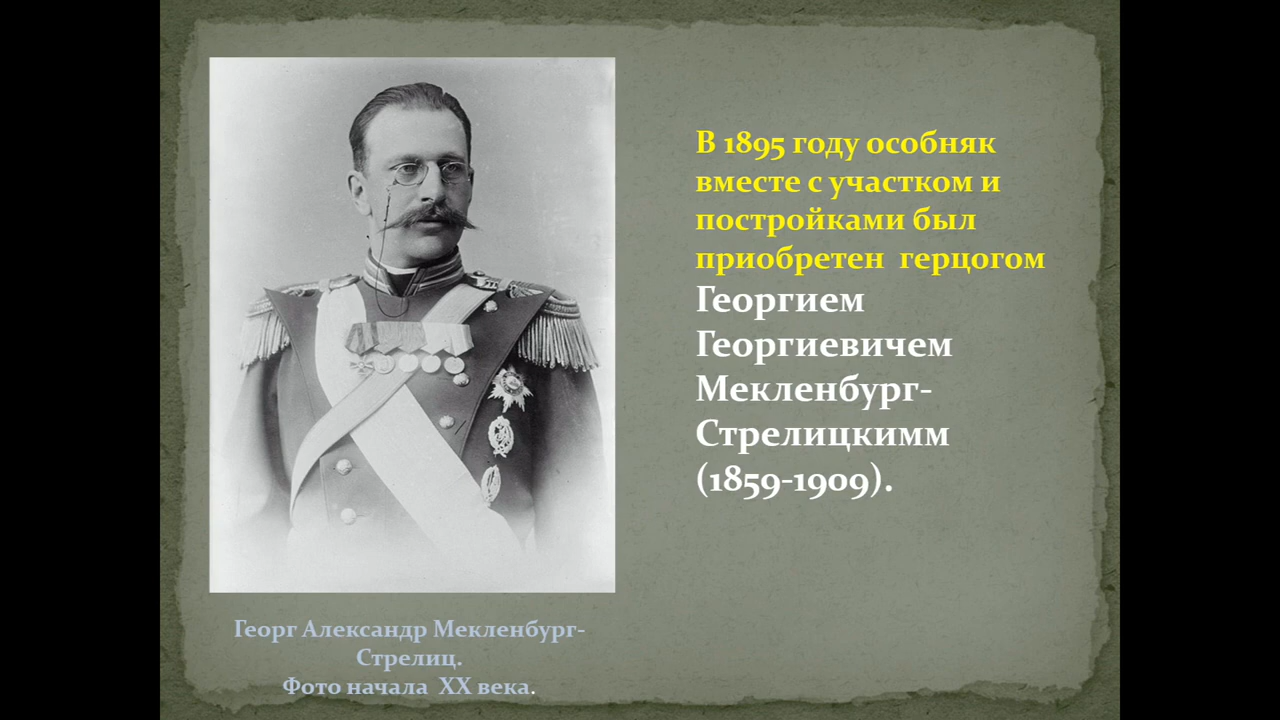 В 1895 году особняк
вместе с участком и
постройками был
приобретен герцогом
Георгием
Георгиевичем
Мекленбург-
Стрелицкимм
(1859-1909).
Георг Александр Мекленбург-
Стрелиц.
Фото начала XX века.